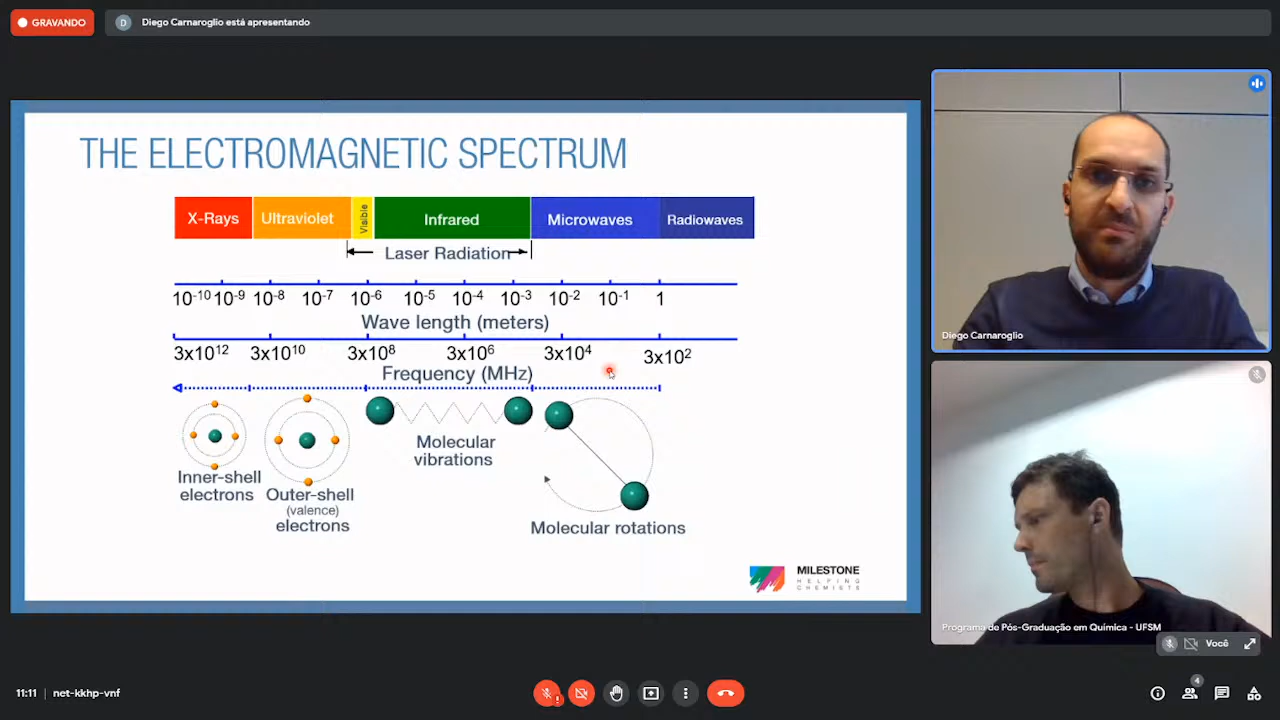 GRAVANDO
D
Diego Carnaroglio está apresentando
THE ELECTROMAGNETIC SPECTRUM
X-Rays Ultraviolet Visible Infrared Microwaves Radiowaves
Laser Radiation
10-10 10-9 10-8 10-7 10-6 10-5 10-4 10-3 10-2 10-1 1
Wave length (meters)
3x1012 3x1010 3x108 3x106 3x104 3x102
Frequency (MHz)
Inner-shell
electrons
Outer-shell
(valence)
electrons
Molecular
vibrations
Molecular rotations
MILESTONE
HELPING
CHEMISTS
Diego Carnaroglio
Programa de Pós-Graduação em Química - UFSM
Você
11:11 | net-kkhp-vnf
4